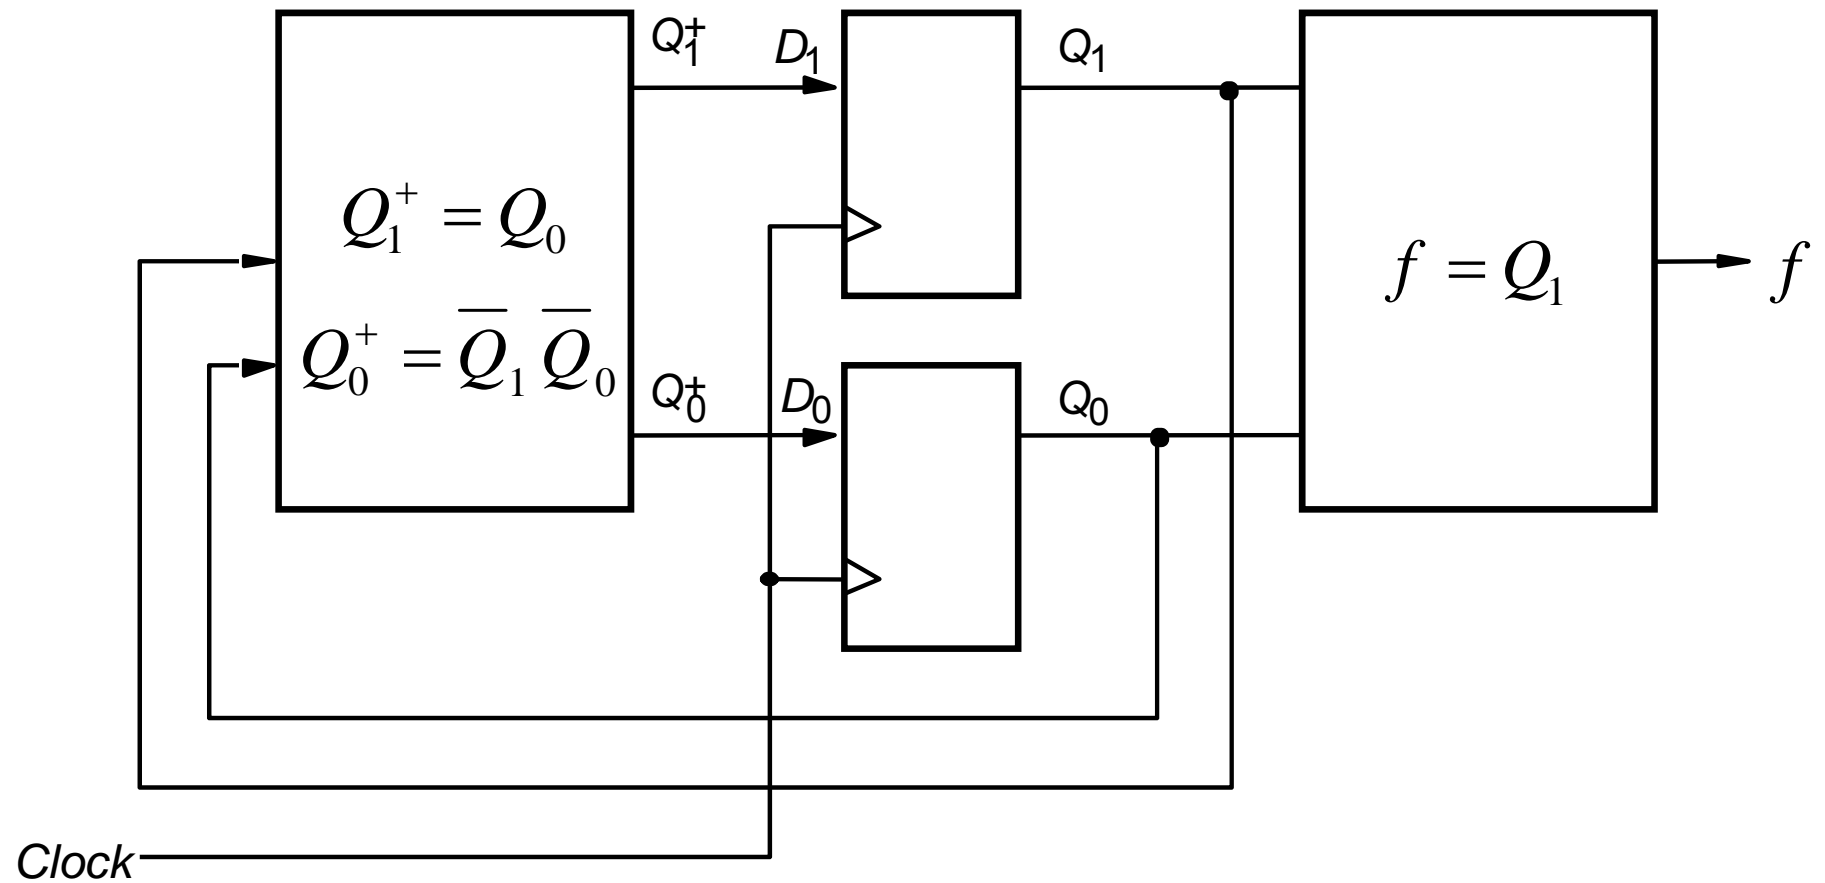 Q₁⁺ D₁ Q₁
Q₁⁺ = Q₀
f = Q₁ f
Q₀⁺ = Q̅₁ Q̅₀
Q₀⁺ D₀ Q₀
Clock